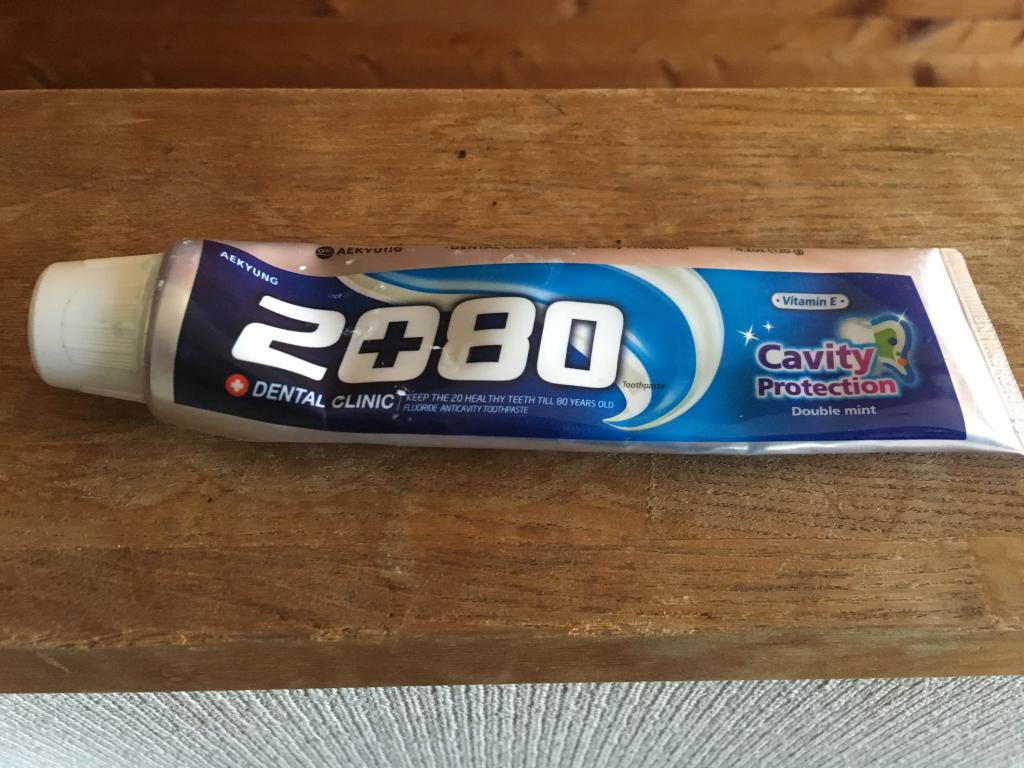 AEKYUNG
AEKYUNG
2080
DENTAL CLINIC
KEEP THE 20 HEALTHY TEETH TILL 80 YEARS OLD
FLUORIDE ANTICAVITY TOOTHPASTE
Toothpaste
• Vitamin E •
Cavity
Protection
Double mint